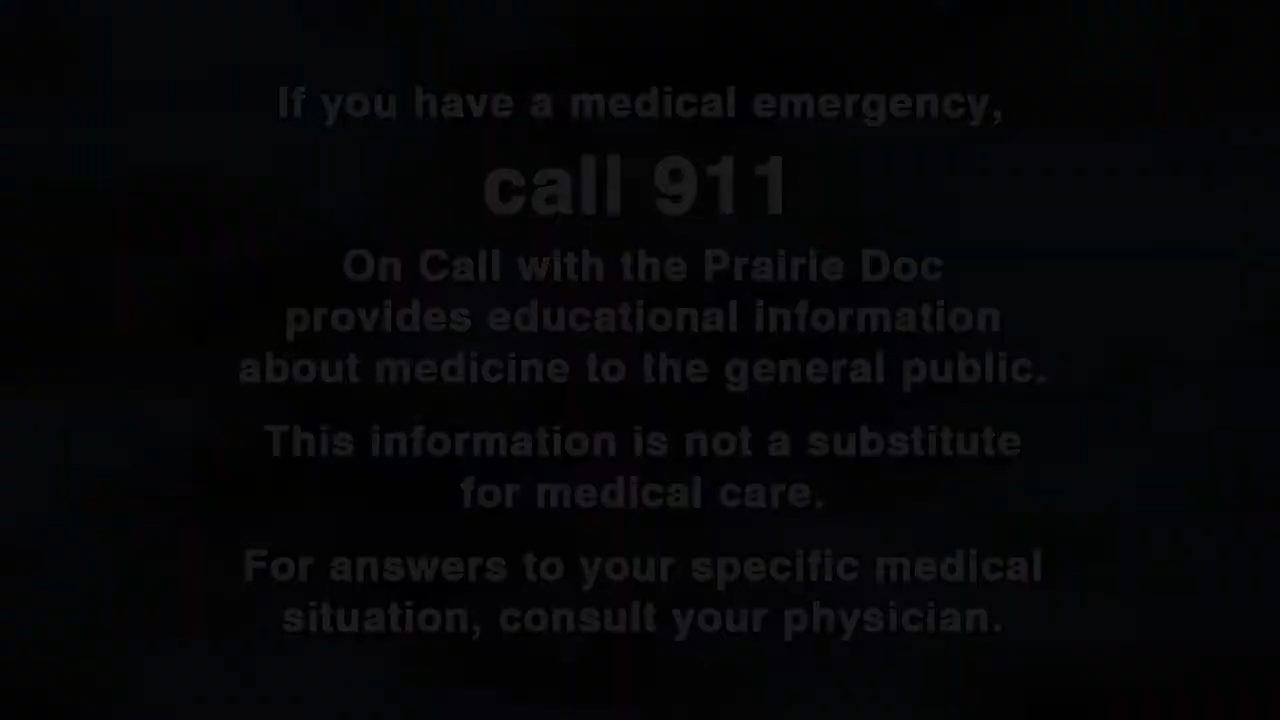 If you have a medical emergency,
call 911
On Call with the Prairie Doc
provides educational information
about medicine to the general public.
This information is not a substitute
for medical care.
For answers to your specific medical
situation, consult your physician.